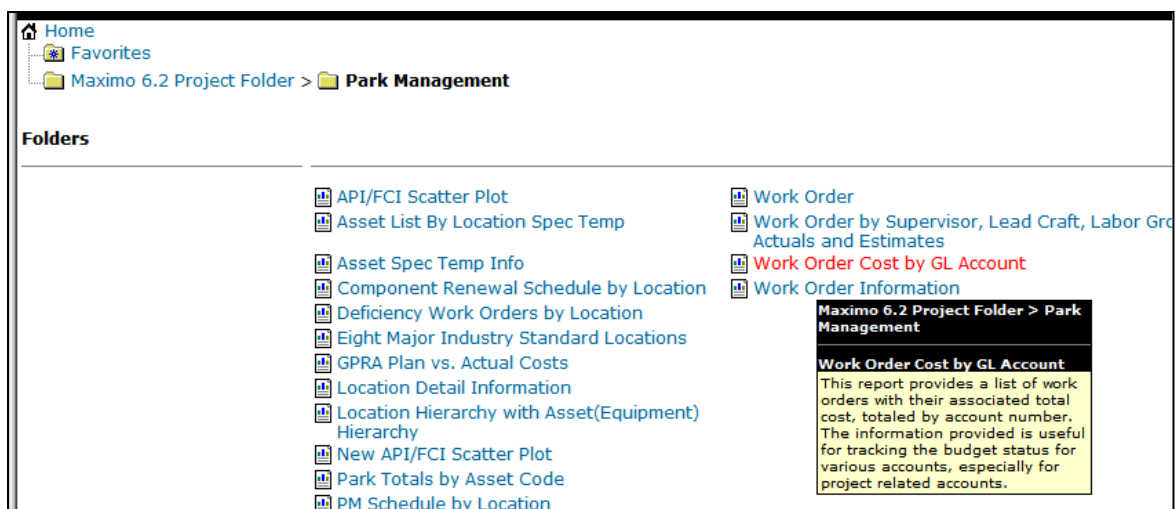 Home
Favorites
Maximo 6.2 Project Folder > Park Management
Folders
API/FCI Scatter Plot
Asset List By Location Spec Temp
Asset Spec Temp Info
Component Renewal Schedule by Location
Deficiency Work Orders by Location
Eight Major Industry Standard Locations
GPRA Plan vs. Actual Costs
Location Detail Information
Location Hierarchy with Asset(Equipment)
Hierarchy
New API/FCI Scatter Plot
Park Totals by Asset Code
PM Schedule by Location
Work Order
Work Order by Supervisor, Lead Craft, Labor Gro
Actuals and Estimates
Work Order Cost by GL Account
Work Order Information
Maximo 6.2 Project Folder > Park
Management
Work Order Cost by GL Account
This report provides a list of work
orders with their associated total
cost, totaled by account number.
The information provided is useful
for tracking the budget status for
various accounts, especially for
project related accounts.